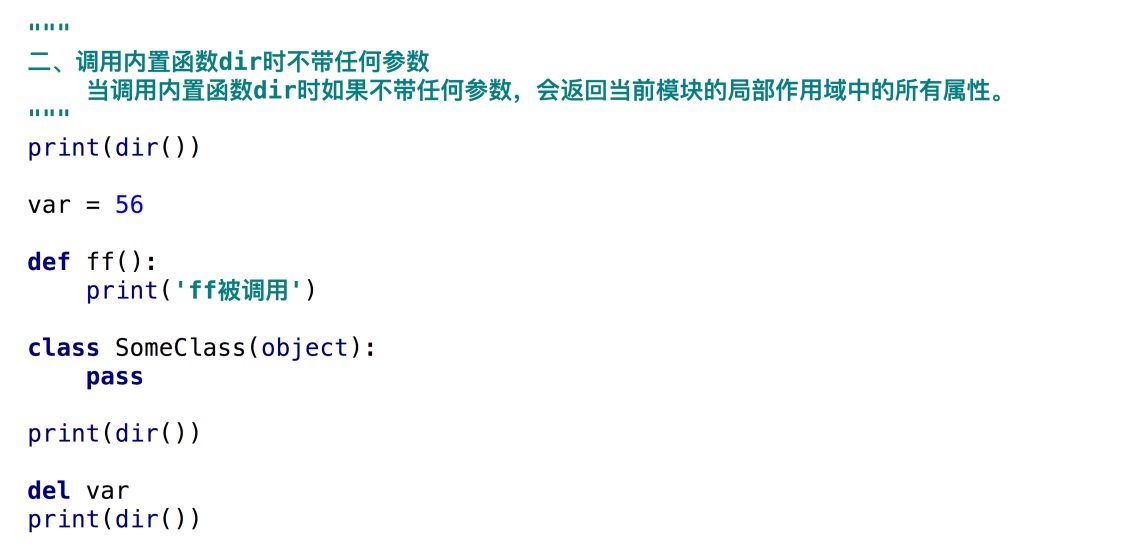 """
二、调用内置函数dir时不带任何参数
    当调用内置函数dir时如果不带任何参数，会返回当前模块的局部作用域中的所有属性。
"""
print(dir())
var = 56
def ff():
    print('ff被调用')
class SomeClass(object):
    pass
print(dir())
del var
print(dir())